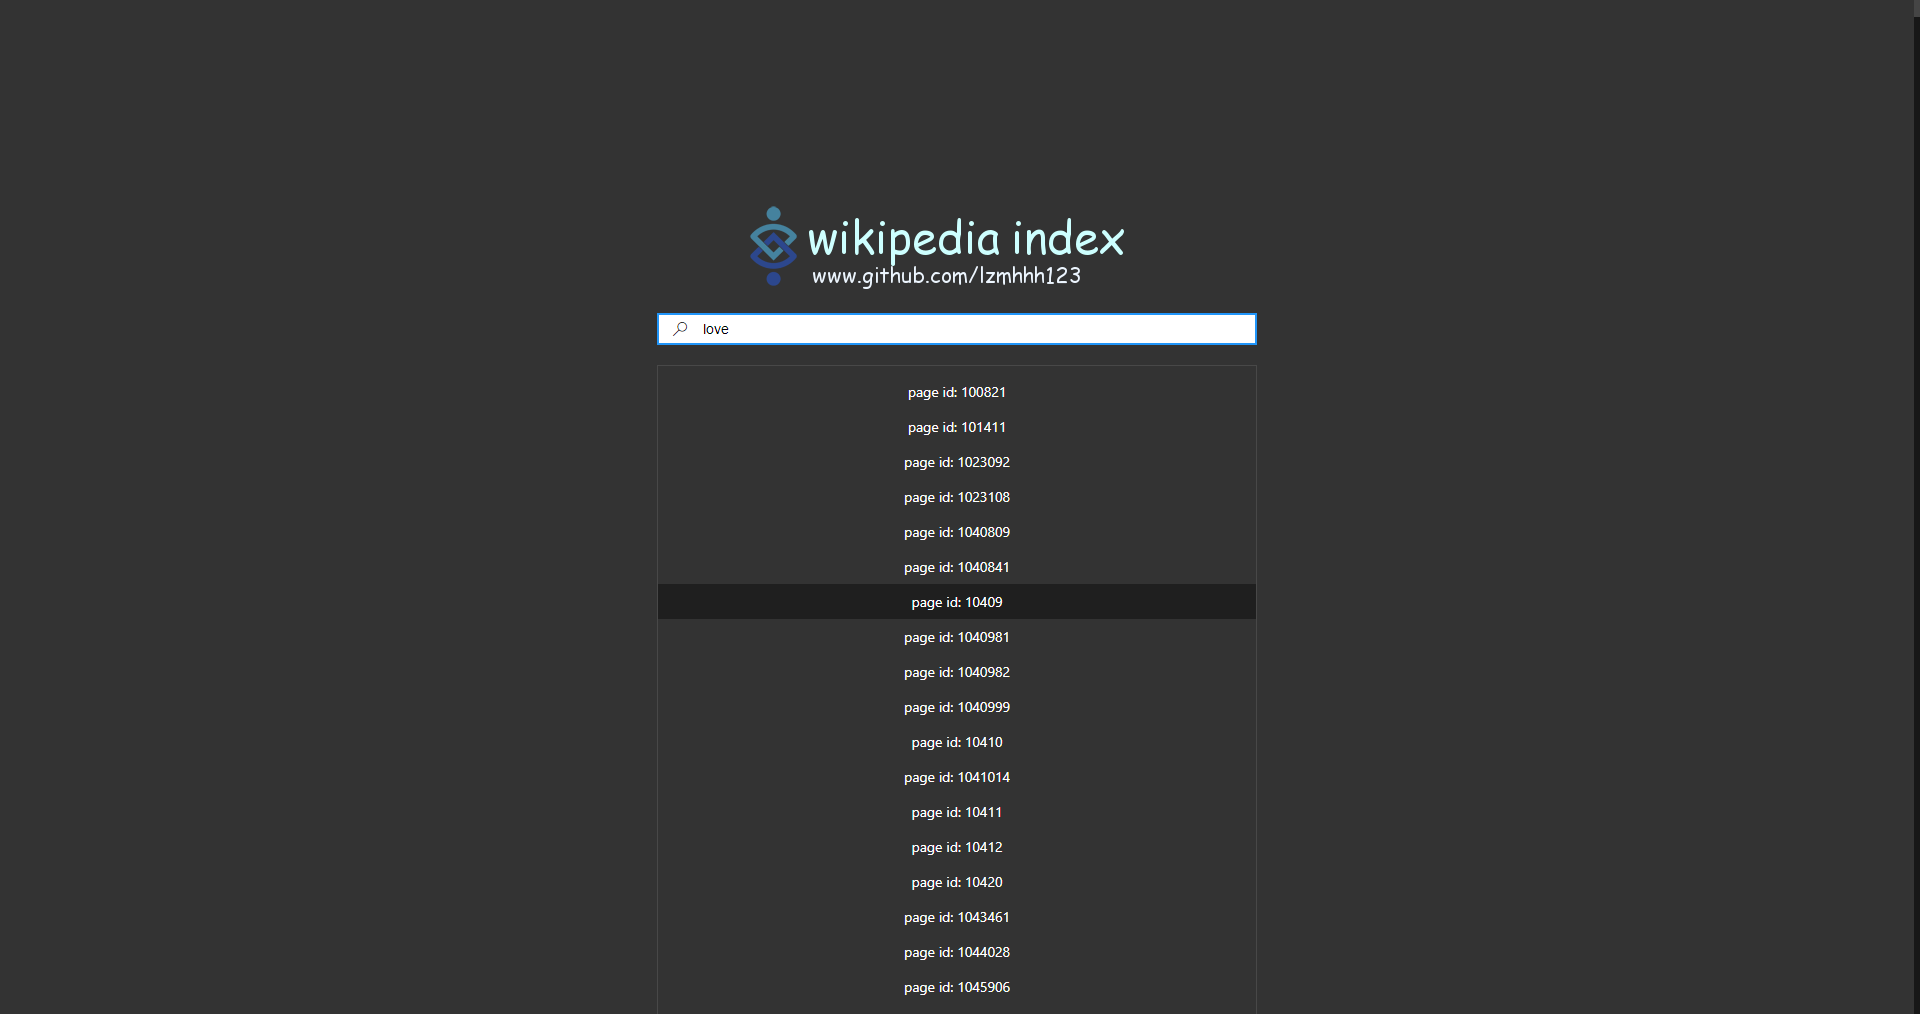 wikipedia index
www.github.com/lzmhhh123
love
page id: 100821
page id: 101411
page id: 1023092
page id: 1023108
page id: 1040809
page id: 1040841
page id: 10409
page id: 1040981
page id: 1040982
page id: 1040999
page id: 10410
page id: 1041014
page id: 10411
page id: 10412
page id: 10420
page id: 1043461
page id: 1044028
page id: 1045906